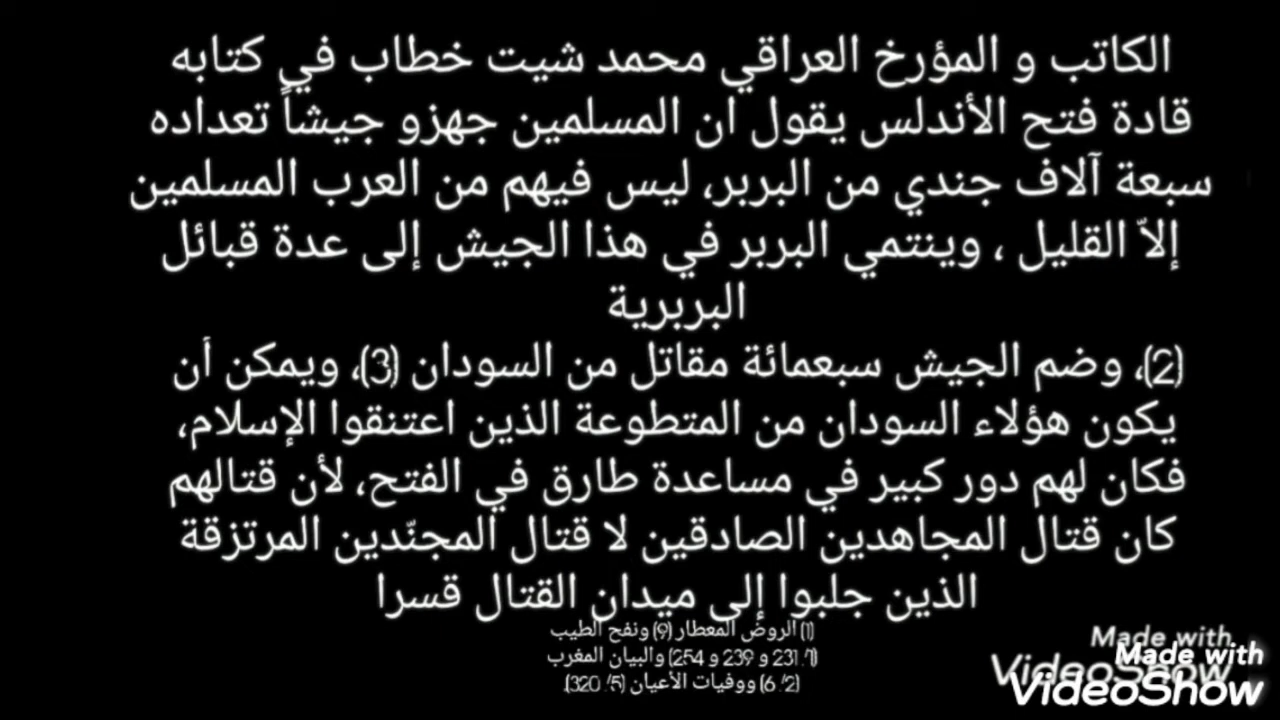 الكاتب و المؤرخ العراقي محمد شيت خطاب في كتابه
قادة فتح الأندلس يقول ان المسلمين جهزو جيشاً تعداده
سبعة آلاف جندي من البربر، ليس فيهم من العرب المسلمين
إلاّ القليل ، وينتمي البربر في هذا الجيش إلى عدة قبائل
البربرية
(2)، وضم الجيش سبعمائة مقاتل من السودان (3)، ويمكن أن
يكون هؤلاء السودان من المتطوعة الذين اعتنقوا الإسلام،
فكان لهم دور كبير في مساعدة طارق في الفتح، لأن قتالهم
كان قتال المجاهدين الصادقين لا قتال المجنّدين المرتزقة
الذين جلبوا إلى ميدان القتال قسرا
(1) الروض المعطار (9) ونفح الطيب
(1/ 231 و 239 و 254) والبيان المغرب
(2/ 6) ووفيات الأعيان (5/ 320).
Made with
VideoShow
Made with
VideoShow